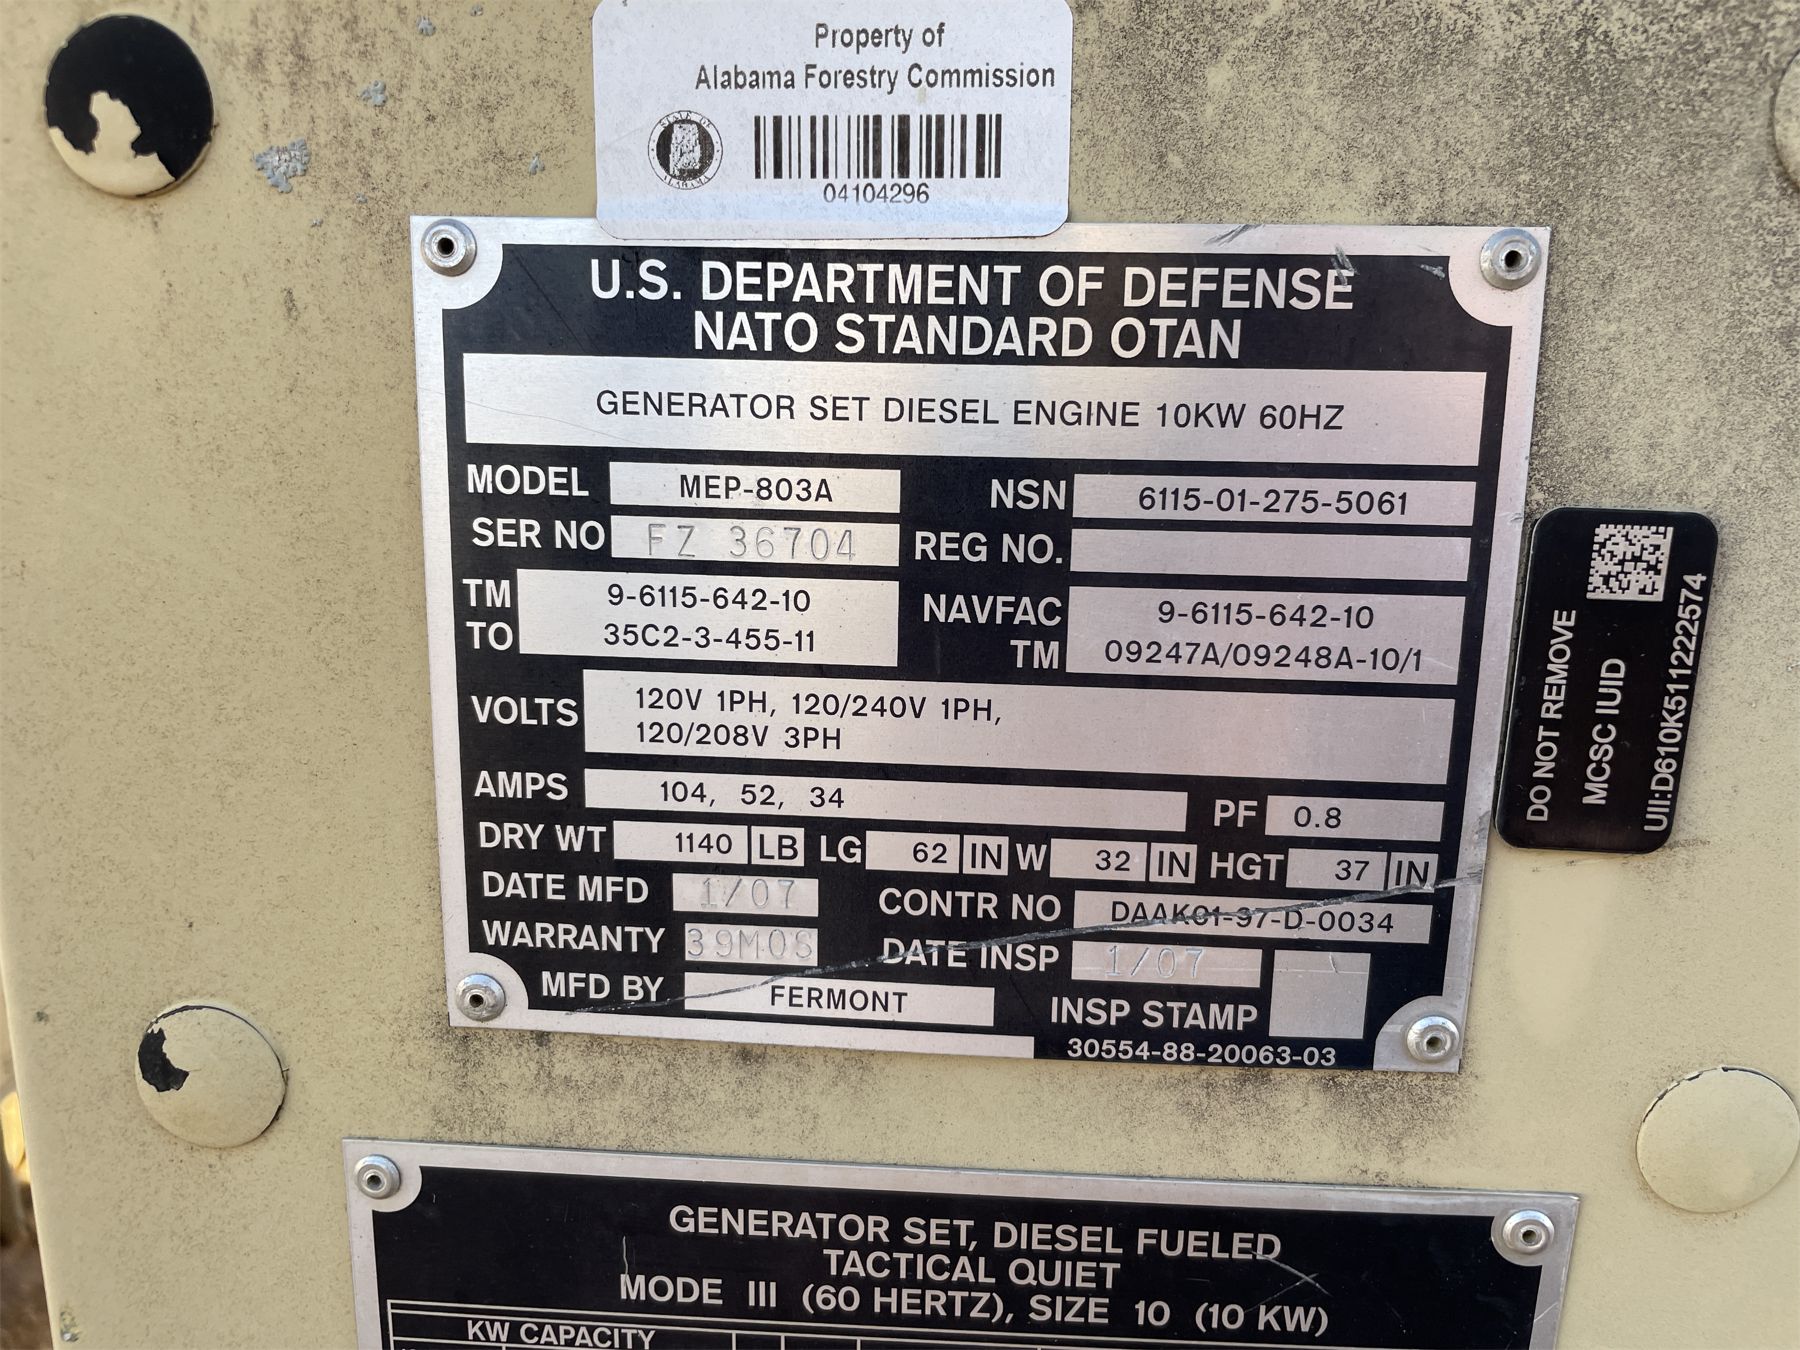 Property of
Alabama Forestry Commission
STATE OF
ALABAMA
04104296
U.S. DEPARTMENT OF DEFENSE
NATO STANDARD OTAN
GENERATOR SET DIESEL ENGINE 10KW 60HZ
MODEL MEP-803A NSN 6115-01-275-5061
SER NO FZ 36704 REG NO.
TM 9-6115-642-10 NAVFAC 9-6115-642-10
TO 35C2-3-455-11 TM 09247A/09248A-10/1
VOLTS 120V 1PH, 120/240V 1PH,
120/208V 3PH
AMPS 104, 52, 34 PF 0.8
DRY WT 1140 LB LG 62 IN W 32 IN HGT 37 IN
DATE MFD 1/07 CONTR NO DAAK01-97-D-0034
WARRANTY 39MOS DATE INSP 1/07
MFD BY FERMONT INSP STAMP
30554-88-20063-03
DO NOT REMOVE
MCSC IUID
UII:D610K511222574
GENERATOR SET, DIESEL FUELED
TACTICAL QUIET
MODE III (60 HERTZ), SIZE 10 (10 KW)
KW CAPACITY